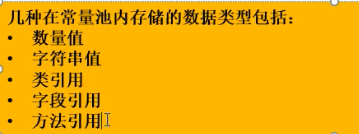 几种在常量池内存储的数据类型包括：
• 数量值
• 字符串值
• 类引用
• 字段引用
• 方法引用